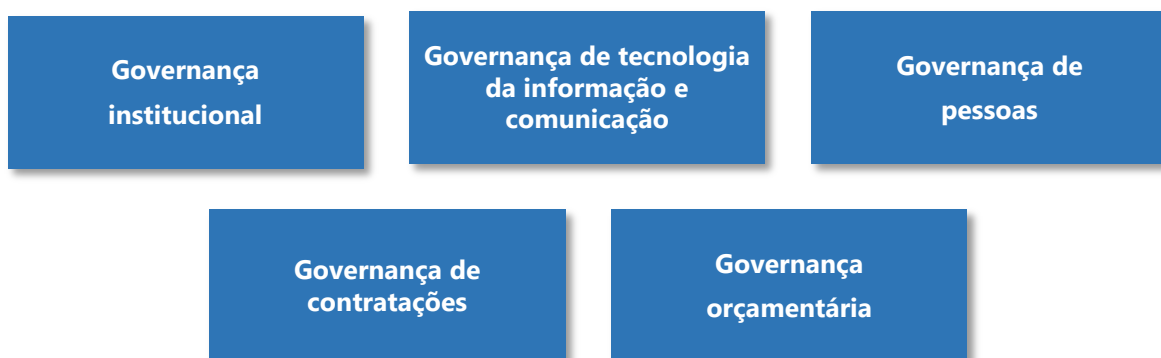 Governança
institucional
Governança de tecnologia
da informação e
comunicação
Governança de
pessoas
Governança de
contratações
Governança
orçamentária